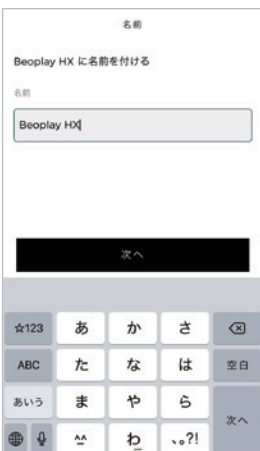 名前
Beoplay HX に名前を付ける
名前
Beoplay HX
次へ
☆123 あ か さ
ABC た な は 空白
あいう ま や ら
次へ
^^ わ 、。?!